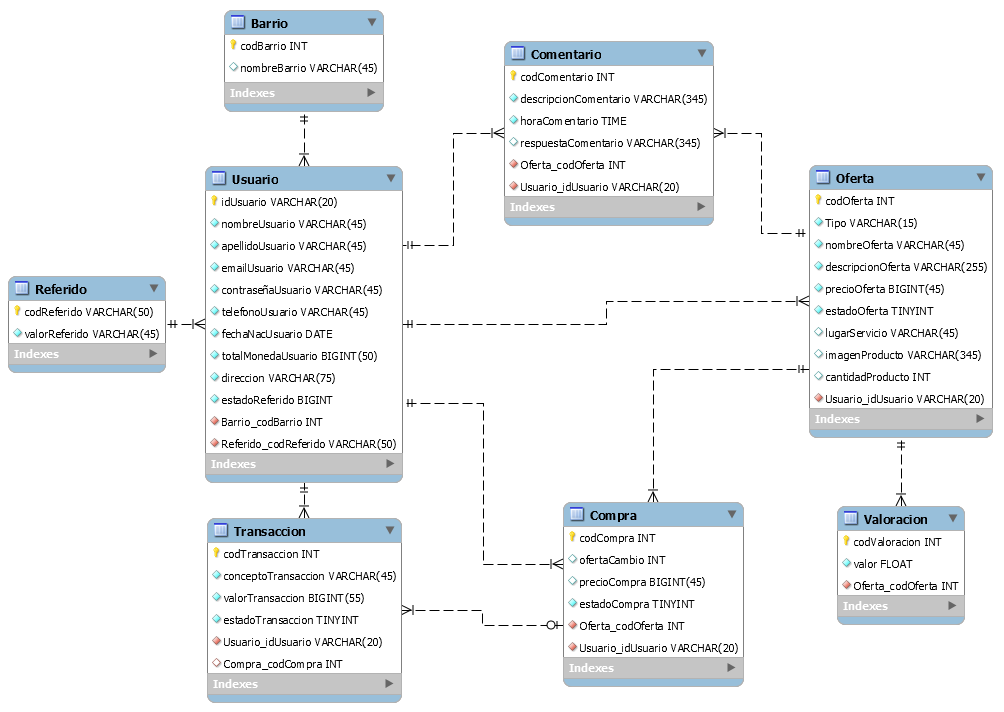 Barrio
codBarrio INT
nombreBarrio VARCHAR(45)
Indexes
Comentario
codComentario INT
descripcionComentario VARCHAR(345)
horaComentario TIME
respuestaComentario VARCHAR(345)
Oferta_codOferta INT
Usuario_idUsuario VARCHAR(20)
Indexes
Usuario
idUsuario VARCHAR(20)
nombreUsuario VARCHAR(45)
apellidoUsuario VARCHAR(45)
emailUsuario VARCHAR(45)
contraseñaUsuario VARCHAR(45)
telefonoUsuario VARCHAR(45)
fechaNacUsuario DATE
totalMonedaUsuario BIGINT(50)
direccion VARCHAR(75)
estadoReferido BIGINT
Barrio_codBarrio INT
Referido_codReferido VARCHAR(50)
Indexes
Oferta
codOferta INT
Tipo VARCHAR(15)
nombreOferta VARCHAR(45)
descripcionOferta VARCHAR(255)
precioOferta BIGINT(45)
estadoOferta TINYINT
lugarServicio VARCHAR(45)
imagenProducto VARCHAR(345)
cantidadProducto INT
Usuario_idUsuario VARCHAR(20)
Indexes
Referido
codReferido VARCHAR(50)
valorReferido VARCHAR(45)
Indexes
Transaccion
codTransaccion INT
conceptoTransaccion VARCHAR(45)
valorTransaccion BIGINT(55)
estadoTransaccion TINYINT
Usuario_idUsuario VARCHAR(20)
Compra_codCompra INT
Indexes
Compra
codCompra INT
ofertaCambio INT
precioCompra BIGINT(45)
estadoCompra TINYINT
Oferta_codOferta INT
Usuario_idUsuario VARCHAR(20)
Indexes
Valoracion
codValoracion INT
valor FLOAT
Oferta_codOferta INT
Indexes